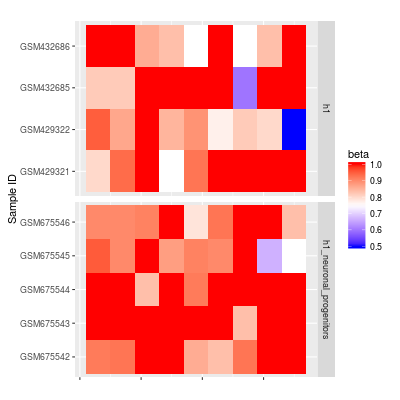 GSM432686
GSM432685
GSM429322
GSM429321
h1
GSM675546
GSM675545
GSM675544
GSM675543
GSM675542
h1_neuronal_progenitors
Sample ID
beta
1.0
0.9
0.8
0.7
0.6
0.5